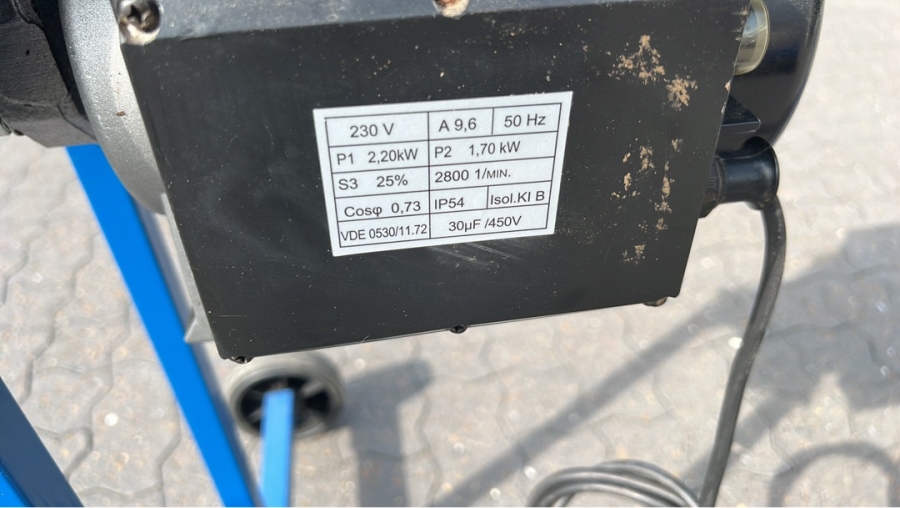 230 V A 9,6 50 Hz
P1 2,20kW P2 1,70 kW
S3 25% 2800 1/MIN.
Cosφ 0,73 IP54 Isol.Kl B
VDE 0530/11.72 30µF /450V